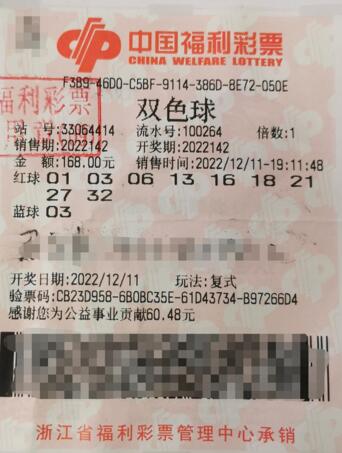 中国福利彩票
CHINA WELFARE LOTTERY
F3B9-46D0-C5BF-9114-386D-8E72-050E
福利彩票
双色球
站 号:33064414 流水号:100264 倍数:1
销售期:2022142 开奖期:2022142
金 额:168.00元 销售时间:2022/12/11-19:11:48
红球 01 03 06 13 16 18 21
27 32
蓝球 03
开奖日期:2022/12/11 玩法:复式
验票码:CB23D958-6B0BC35E-61D43734-B97266D4
感谢您为公益事业贡献60.48元
浙江省福利彩票管理中心承销